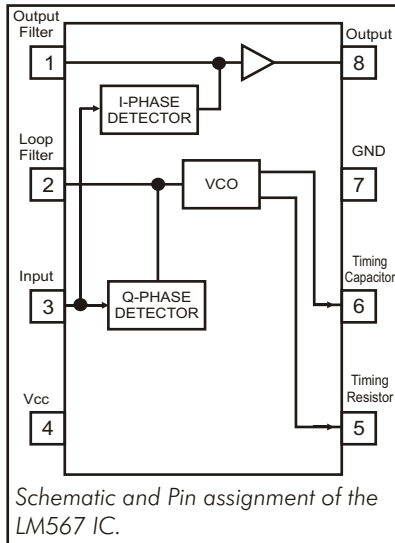 Output
Filter
1
Output
8
I-PHASE
DETECTOR
Loop
Filter
2
VCO
GND
7
Input
3
Q-PHASE
DETECTOR
Timing
Capacitor
6
Vcc
4
Timing
Resistor
5
Schematic and Pin assignment of the
LM567 IC.